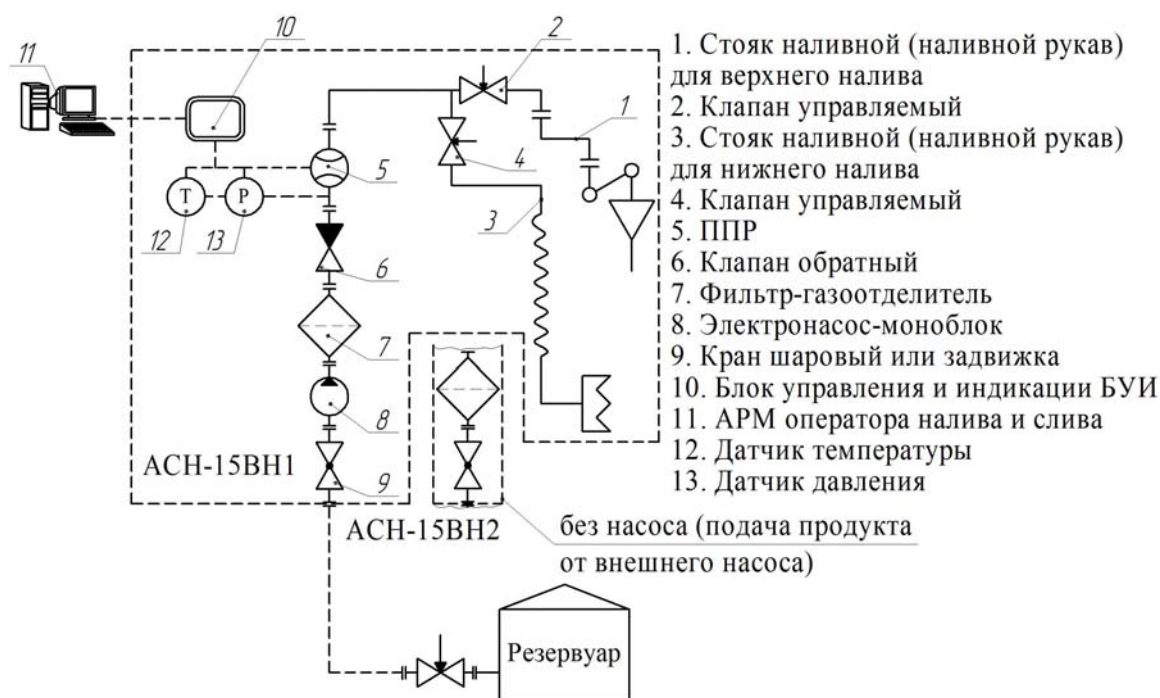 11
10
2
1
5
4
3
Т
Р
12
13
6
7
8
9
АСН-15ВН1
АСН-15ВН2
1. Стояк наливной (наливной рукав)
для верхнего налива
2. Клапан управляемый
3. Стояк наливной (наливной рукав)
для нижнего налива
4. Клапан управляемый
5. ППР
6. Клапан обратный
7. Фильтр-газоотделитель
8. Электронасос-моноблок
9. Кран шаровый или задвижка
10. Блок управления и индикации БУИ
11. АРМ оператора налива и слива
12. Датчик температуры
13. Датчик давления
без насоса (подача продукта
от внешнего насоса)
Резервуар